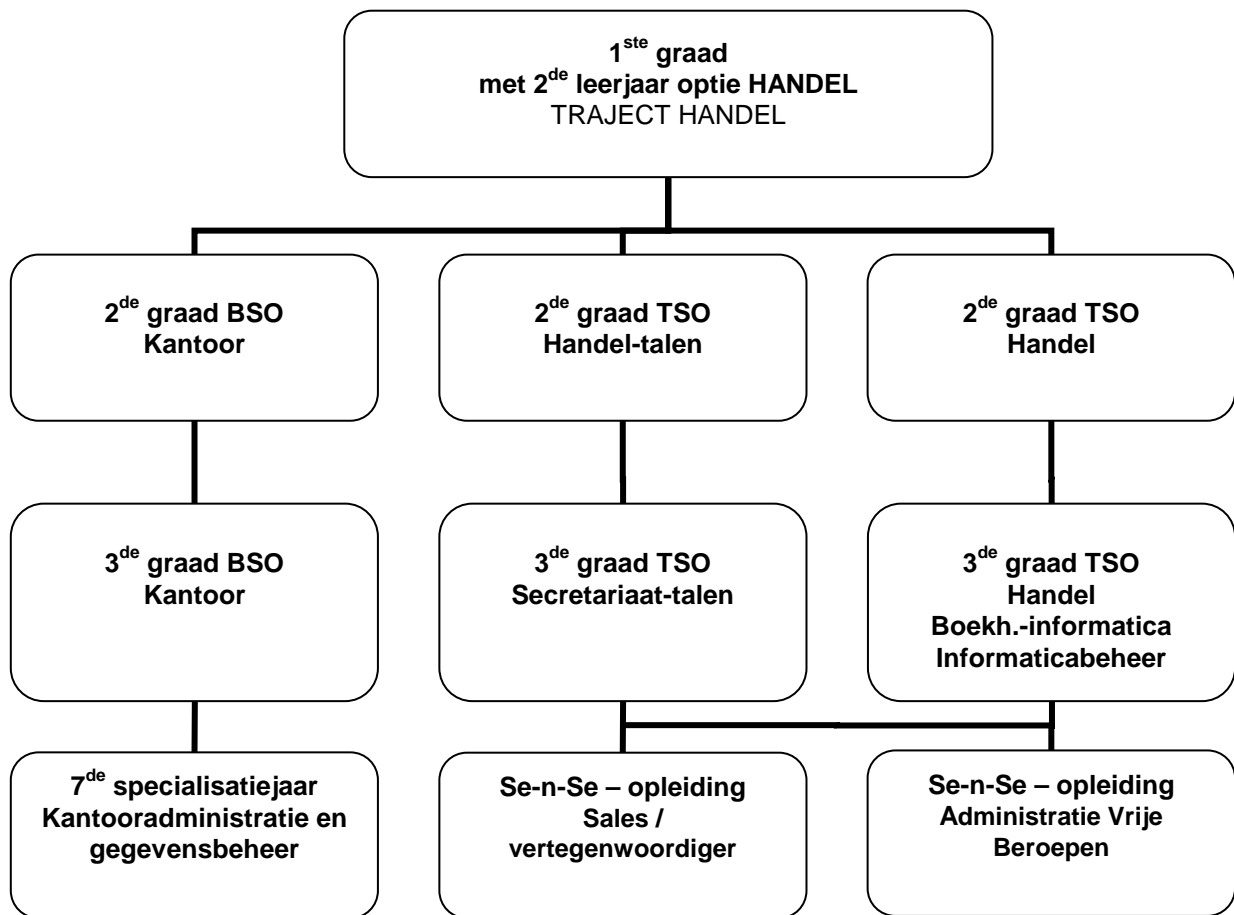 1ste graad
met 2de leerjaar optie HANDEL
TRAJECT HANDEL
2de graad BSO
Kantoor
2de graad TSO
Handel-talen
2de graad TSO
Handel
3de graad BSO
Kantoor
3de graad TSO
Secretariaat-talen
3de graad TSO
Handel
Boekh.-informatica
Informaticabeheer
7de specialisatiejaar
Kantooradministratie en
gegevensbeheer
Se-n-Se – opleiding
Sales /
vertegenwoordiger
Se-n-Se – opleiding
Administratie Vrije
Beroepen